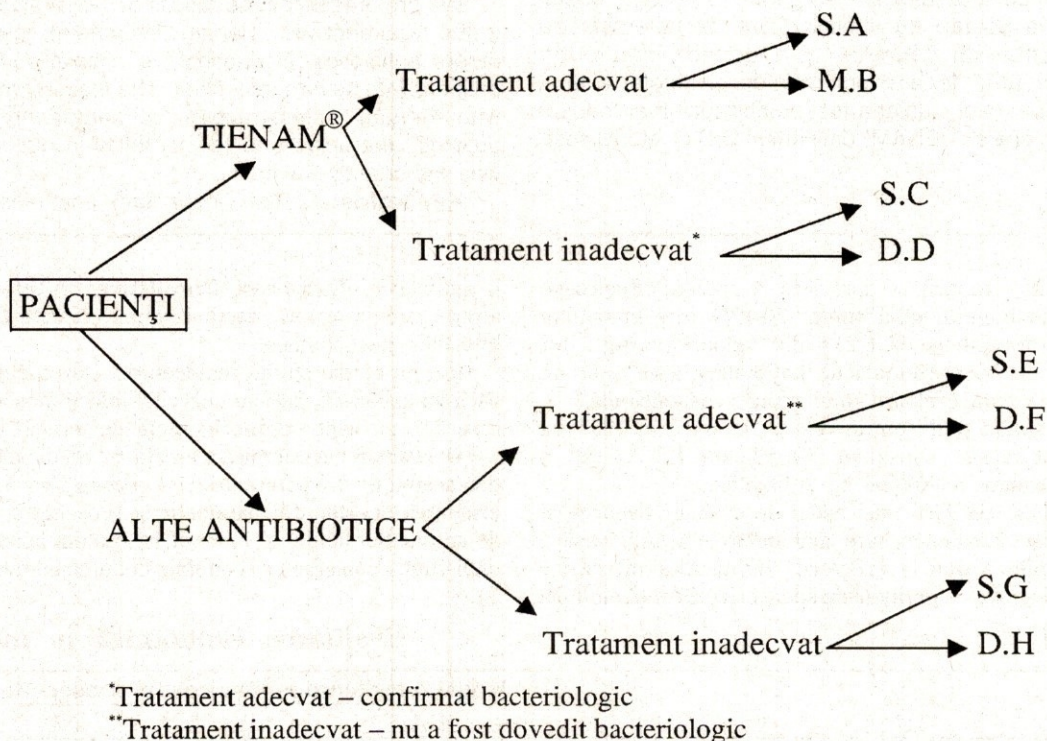 S.A
Tratament adecvat
M.B
TIENAM®
S.C
Tratament inadecvat*
D.D
PACIENŢI
S.E
Tratament adecvat**
D.F
ALTE ANTIBIOTICE
S.G
Tratament inadecvat
D.H
*Tratament adecvat – confirmat bacteriologic
**Tratament inadecvat – nu a fost dovedit bacteriologic